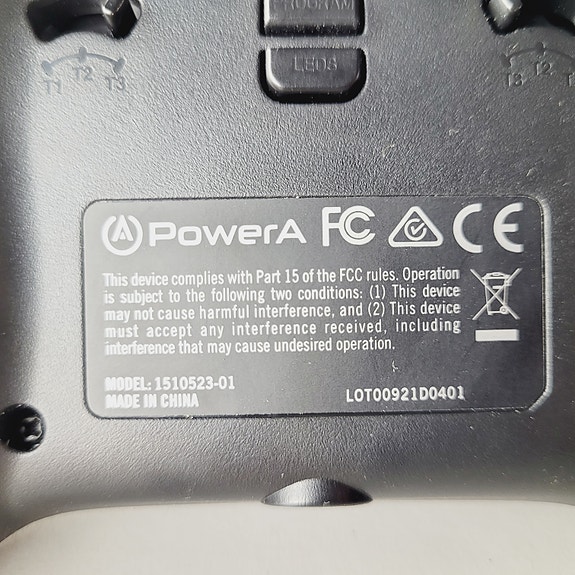 PROGRAM
LEDS
T1 T2 T3
T3 T2
PowerA FC CE
This device complies with Part 15 of the FCC rules. Operation
is subject to the following two conditions: (1) This device
may not cause harmful interference, and (2) This device
must accept any interference received, including
interference that may cause undesired operation.
MODEL: 1510523-01
MADE IN CHINA
LOT00921D0401